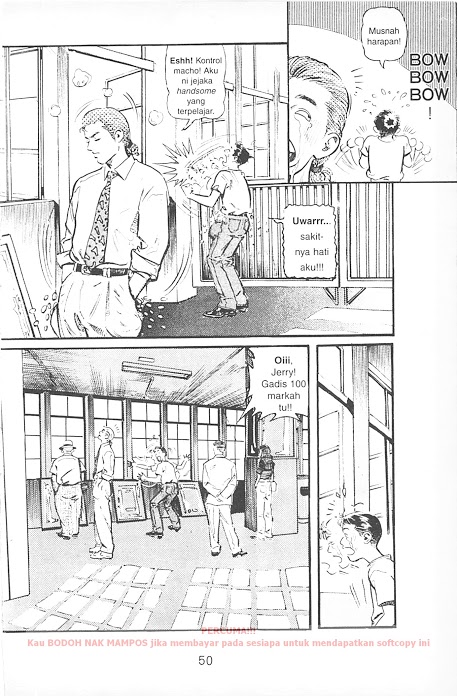 Musnah
harapan!
BOW
BOW
BOW
!
Eshh! Kontrol
macho! Aku
ni jejaka
handsome
yang
terpelajar.
Uwarrr...
sakit-
nya hati
aku!!!
Oiii,
Jerry!
Gadis 100
markah
tu!!
PERCUMA!!!
Kau BODOH NAK MAMPOS jika membayar pada sesiapa untuk mendapatkan softcopy ini
50